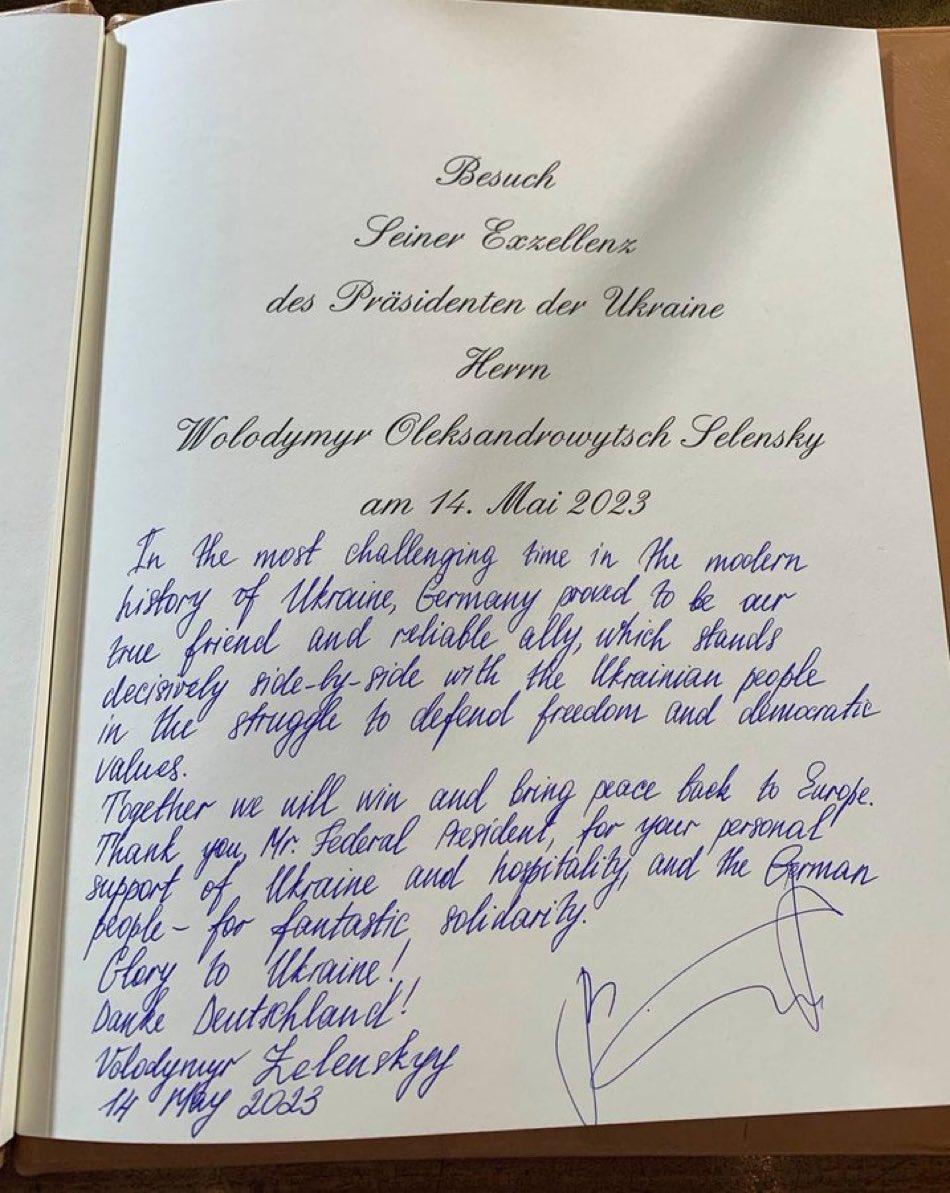 Besuch
Seiner Exzellenz
des Präsidenten der Ukraine
Herrn
Wolodymyr Oleksandrowytsch Selensky
am 14. Mai 2023
In the most challenging time in the modern
history of Ukraine, Germany proved to be our
true friend and reliable ally, which stands
decisively side-by-side with the Ukrainian people
in the struggle to defend freedom and democratic
values.
Together we will win and bring peace back to Europe.
Thank you, Mr. Federal President, for your personal
support of Ukraine and hospitality, and the German
people – for fantastic solidarity.
Glory to Ukraine!
Danke Deutschland!
Volodymyr Zelenskyy
14 May 2023